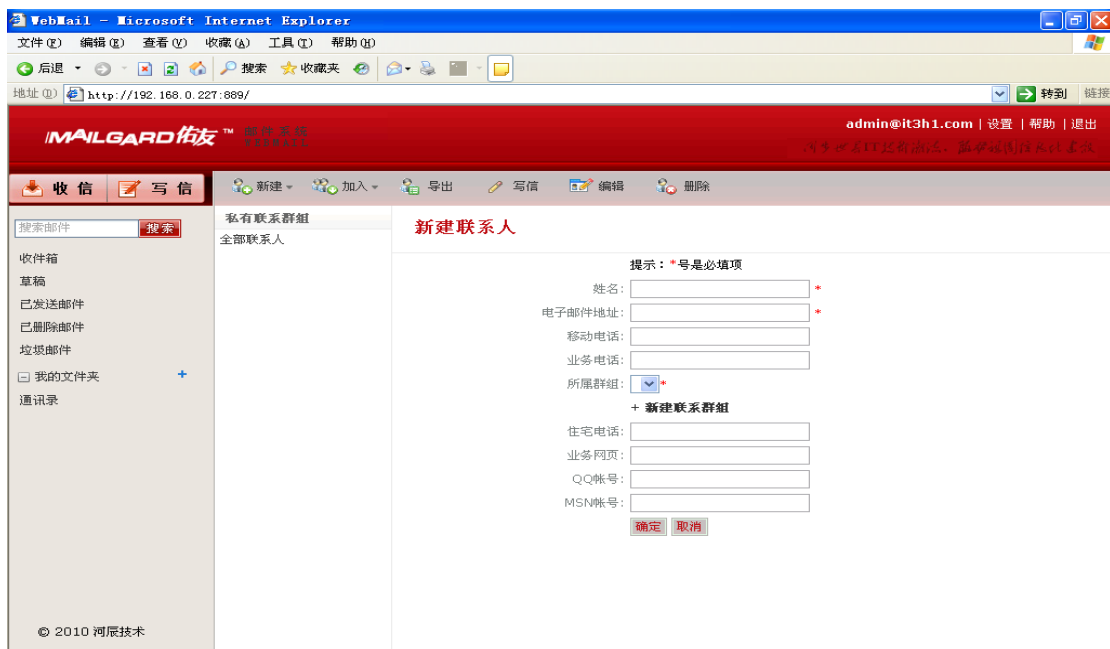 WebMail - Microsoft Internet Explorer
文件(F) 编辑(E) 查看(V) 收藏(A) 工具(T) 帮助(H)
后退 搜索 收藏夹
地址(D) http://192.168.0.227:889/ 转到 链接
MAILGARD佑友™ 邮件系统
admin@it3h1.com | 设置 | 帮助 | 退出
收信 写信 新建 加入 导出 写信 编辑 删除
搜索邮件 搜索
收件箱
草稿
已发送邮件
已删除邮件
垃圾邮件
我的文件夹 +
通讯录
© 2010 河辰技术
私有联系群组
全部联系人
新建联系人
提示：*号是必填项
姓名: *
电子邮件地址: *
移动电话:
业务电话:
所属群组: *
+ 新建联系群组
住宅电话:
业务网页:
QQ帐号:
MSN帐号:
确定 取消